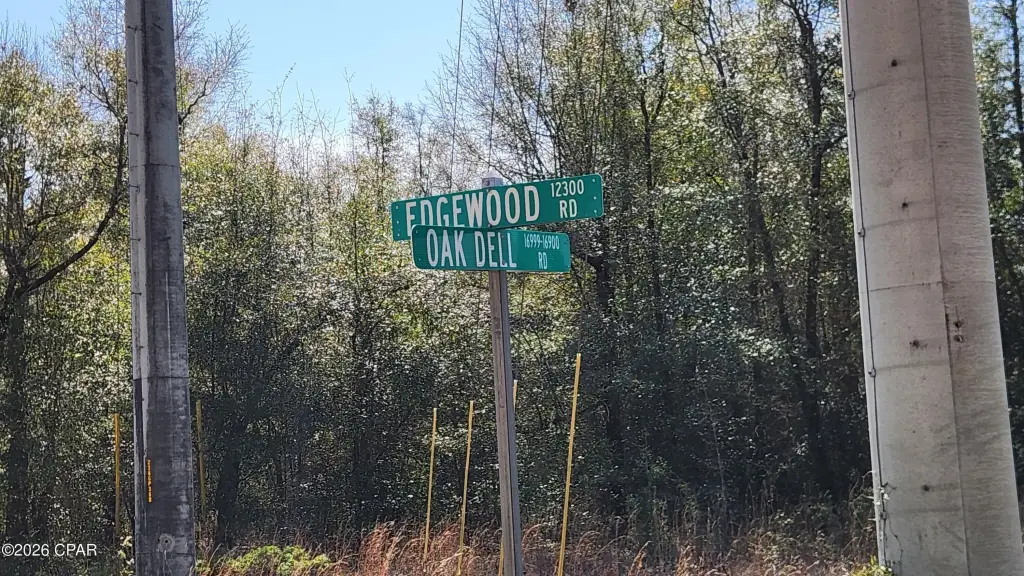 EDGEWOOD RD 12300
OAK DELL RD 16999-16900
©2026 CPAR